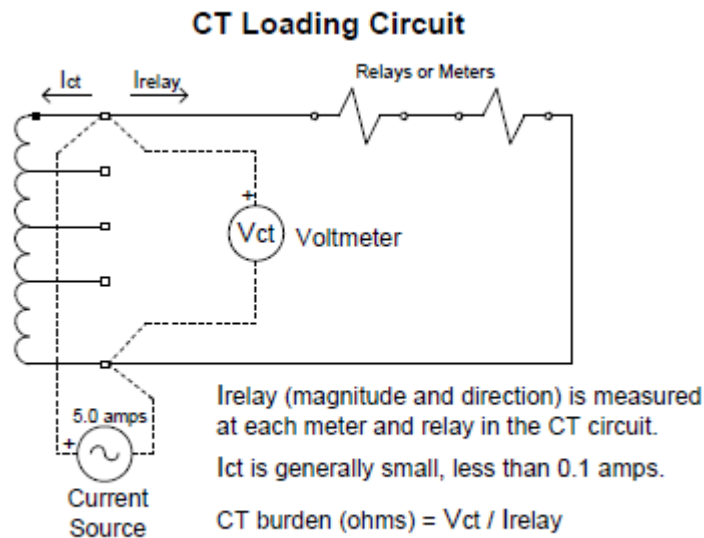 CT Loading Circuit
Ict
Irelay
Relays or Meters
+
Vct
Voltmeter
5.0 amps
+
Current
Source
Irelay (magnitude and direction) is measured
at each meter and relay in the CT circuit.
Ict is generally small, less than 0.1 amps.
CT burden (ohms) = Vct / Irelay